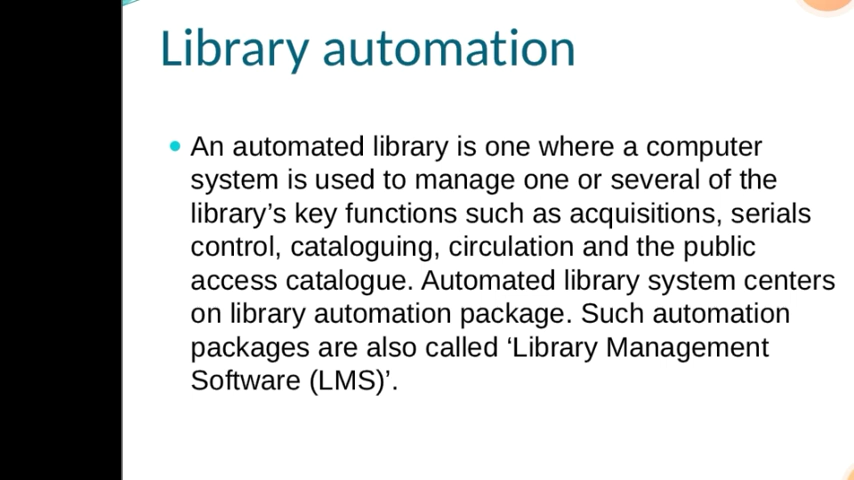 Library automation
An automated library is one where a computer
system is used to manage one or several of the
library’s key functions such as acquisitions, serials
control, cataloguing, circulation and the public
access catalogue. Automated library system centers
on library automation package. Such automation
packages are also called ‘Library Management
Software (LMS)’.